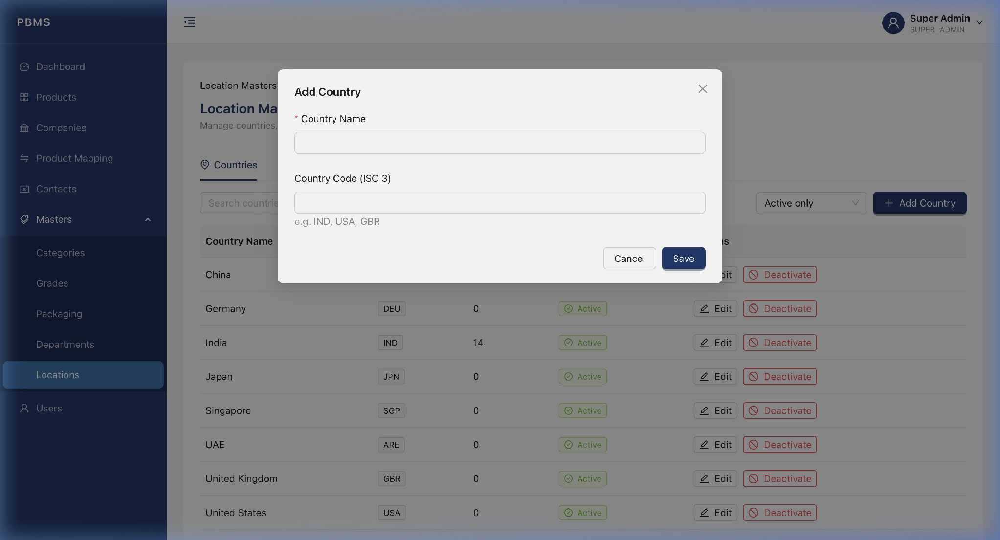 PBMS
Super Admin
SUPER_ADMIN
Dashboard
Products
Companies
Product Mapping
Contacts
Masters
Categories
Grades
Packaging
Departments
Locations
Users
Location Masters
Location Ma
Manage countries,
Countries
Search countrie
Active only
+ Add Country
Add Country
* Country Name
Country Code (ISO 3)
e.g. IND, USA, GBR
Cancel
Save
Country Name
ns
China
dit Deactivate
Germany DEU 0 Active Edit Deactivate
India IND 14 Active Edit Deactivate
Japan JPN 0 Active Edit Deactivate
Singapore SGP 0 Active Edit Deactivate
UAE ARE 0 Active Edit Deactivate
United Kingdom GBR 0 Active Edit Deactivate
United States USA 0 Active Edit Deactivate